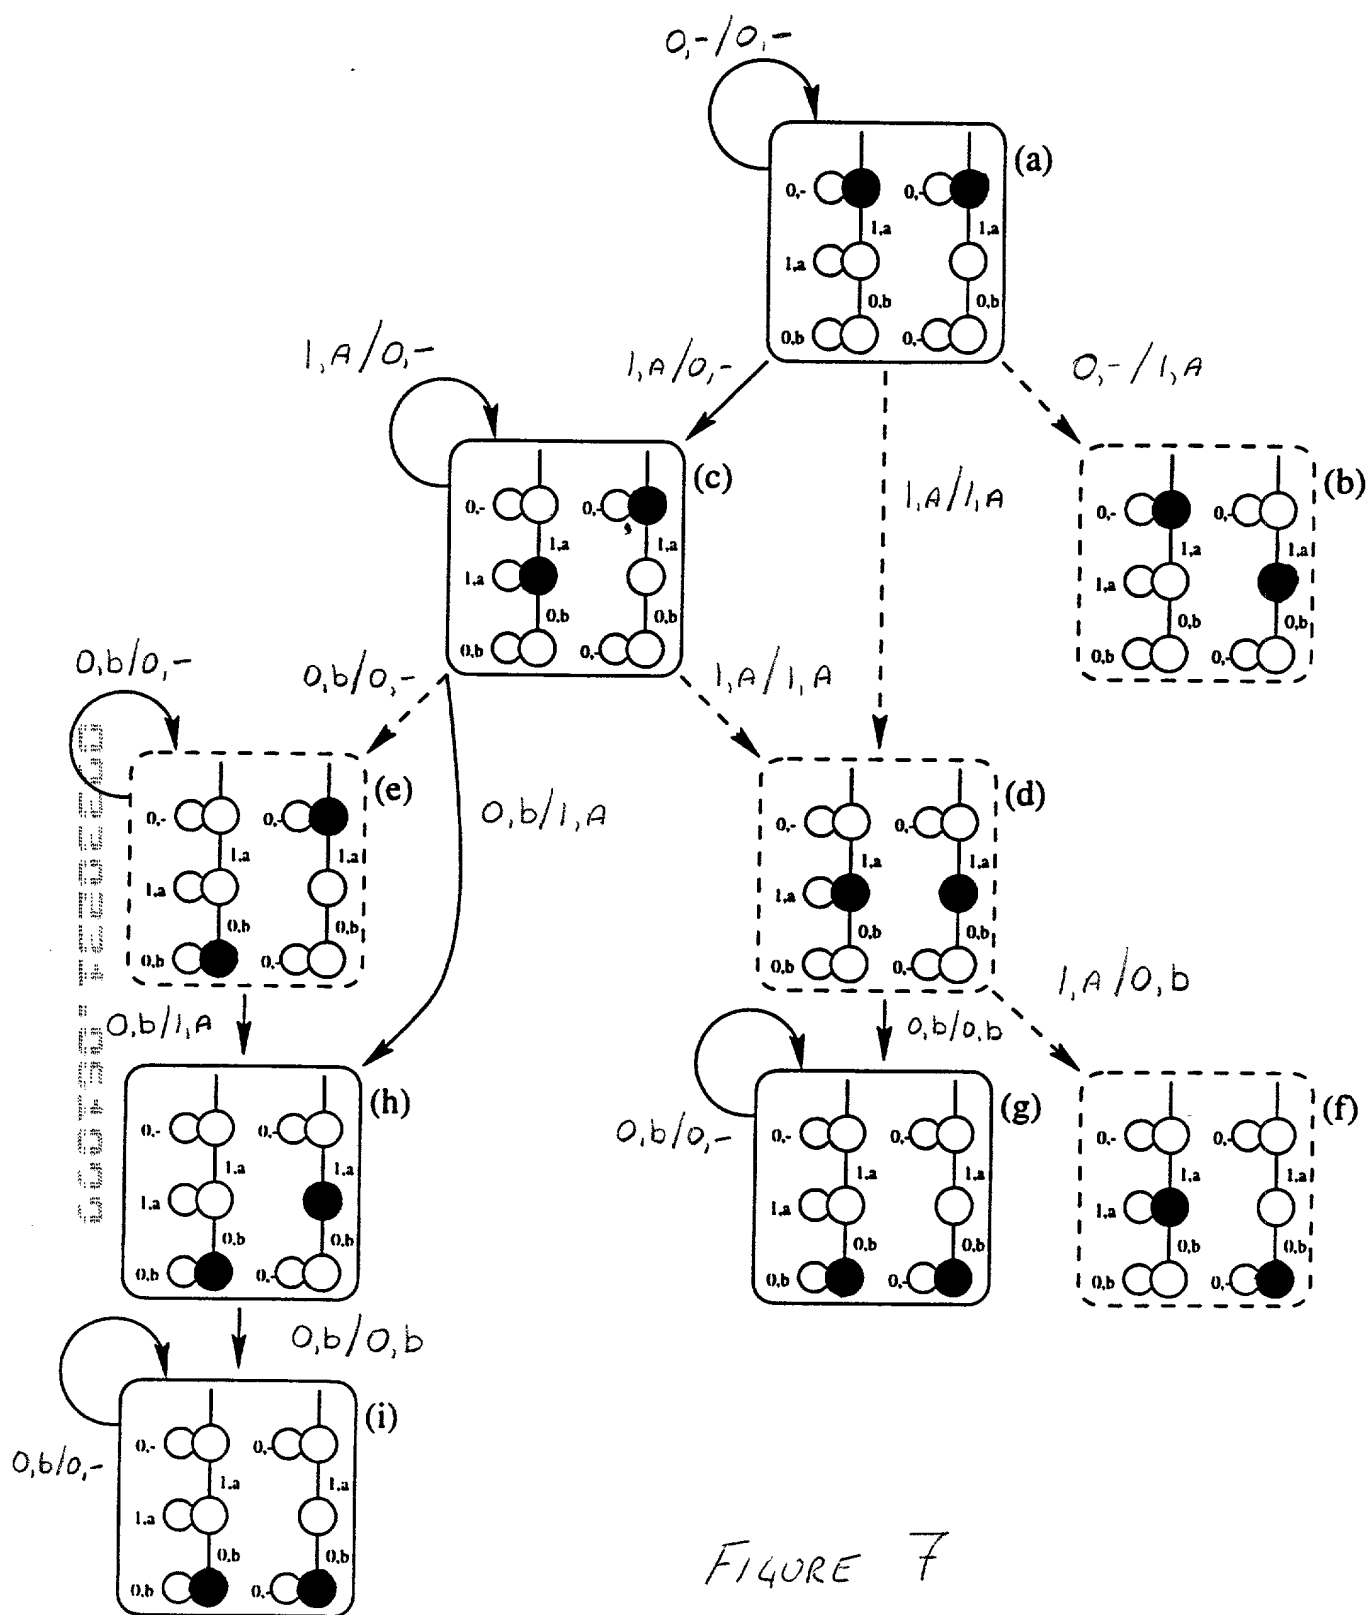 0,-/0,-
(a)
0,- 0,-
1,a 1,a
1,a
0,b 0,b
0,b 0,-
1,A/0,-
1,A/0,-
0,-/1,A
1,A/1,A
(c)
0,- 0,-
1,a 1,a
1,a
0,b 0,b
0,b 0,-
(b)
0,- 0,-
1,a 1,a
1,a
0,b 0,b
0,b 0,-
0,b/0,-
0,b/0,-
1,A/1,A
0,b/1,A
(e)
0,- 0,-
1,a 1,a
1,a
0,b 0,b
0,b 0,-
(d)
0,- 0,-
1,a 1,a
1,a
0,b 0,b
0,b 0,-
0,b/1,A
0,b/0,b
1,A/0,b
(h)
0,- 0,-
1,a 1,a
1,a
0,b 0,b
0,b 0,-
0,b/0,-
(g)
0,- 0,-
1,a 1,a
1,a
0,b 0,b
0,b 0,-
(f)
0,- 0,-
1,a 1,a
1,a
0,b 0,b
0,b 0,-
0,b/0,b
0,b/0,-
(i)
0,- 0,-
1,a 1,a
1,a
0,b 0,b
0,b 0,-
FIGURE 7